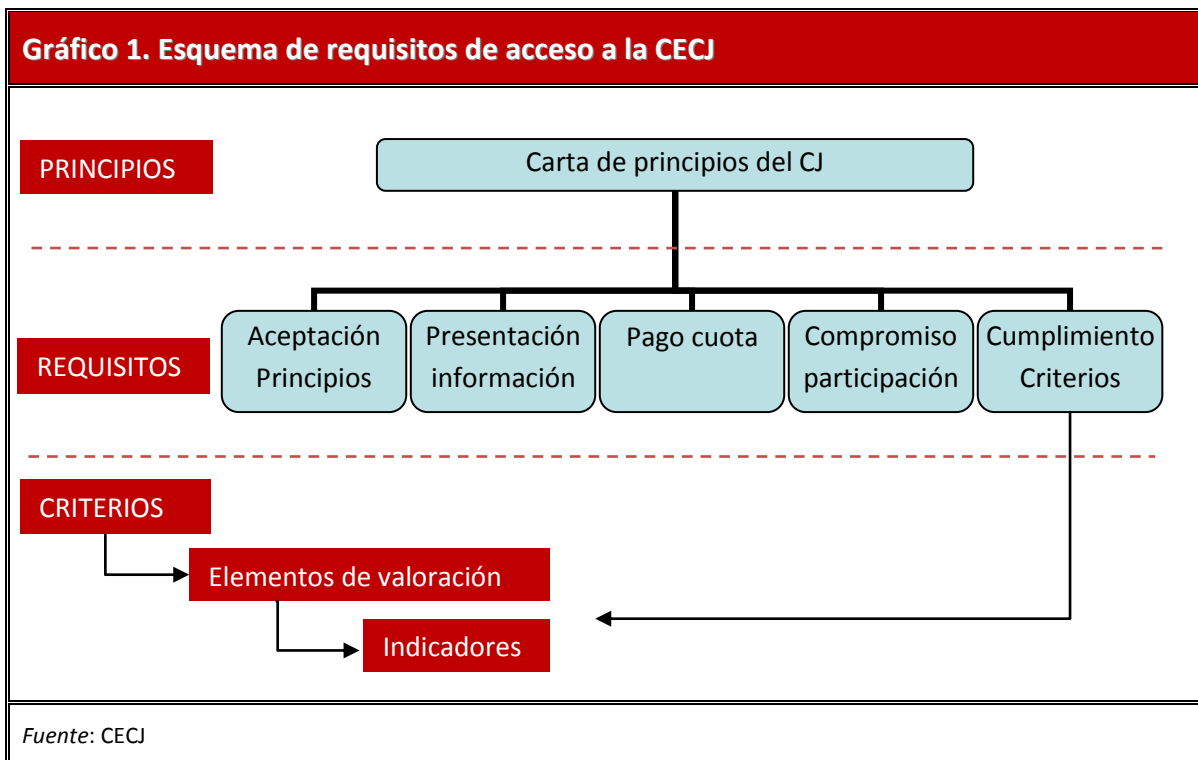 Gráfico 1. Esquema de requisitos de acceso a la CECJ
PRINCIPIOS
Carta de principios del CJ
REQUISITOS
Aceptación
Principios
Presentación
información
Pago cuota
Compromiso
participación
Cumplimiento
Criterios
CRITERIOS
Elementos de valoración
Indicadores
Fuente: CECJ